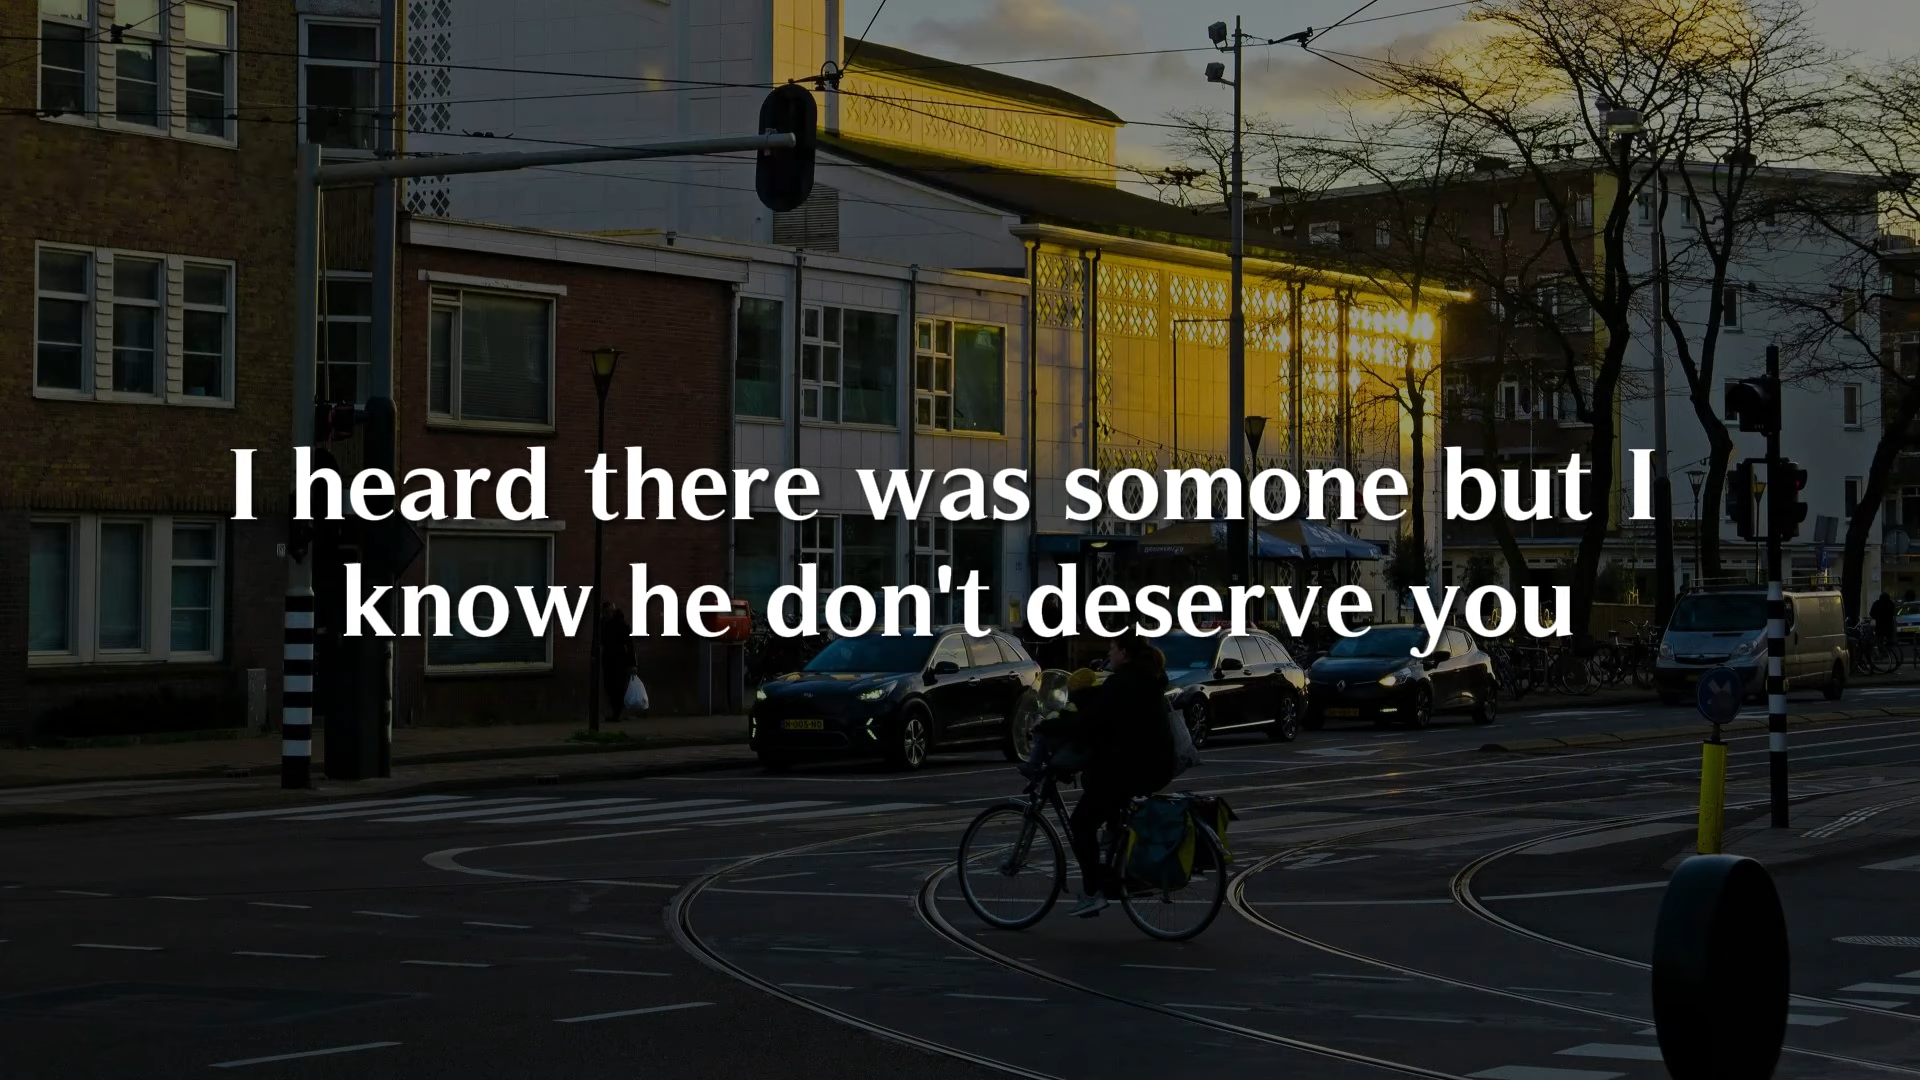 I heard there was somone but I
know he don't deserve you